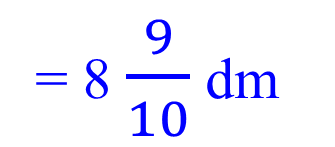 = 8 9/10 dm